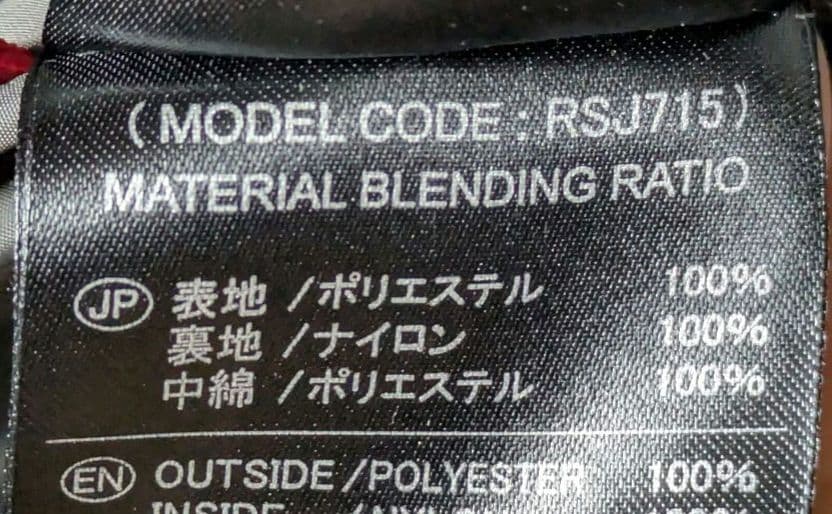 (MODEL CODE : RSJ715)
MATERIAL BLENDING RATIO
JP 表地 /ポリエステル 100%
裏地 /ナイロン 100%
中綿 /ポリエステル 100%
EN OUTSIDE /POLYESTER 100%
INSIDE